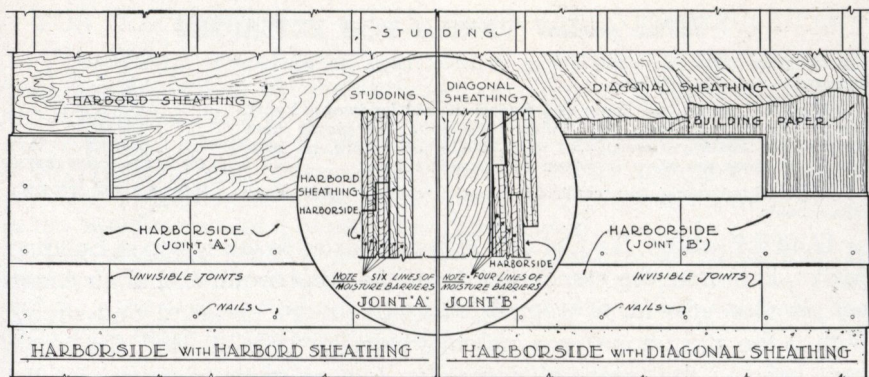 STUDDING
HARBORD SHEATHING
STUDDING
DIAGONAL
SHEATHING
DIAGONAL SHEATHING
BUILDING PAPER
HARBORD
SHEATHING
HARBORSIDE
HARBORSIDE
HARBORSIDE
(JOINT "A")
HARBORSIDE
(JOINT "B")
INVISIBLE JOINTS
NOTE SIX LINES OF
MOISTURE BARRIERS
JOINT "A"
NOTE - FOUR LINES OF
MOISTURE BARRIERS
JOINT "B"
INVISIBLE JOINTS
NAILS
NAILS
HARBORSIDE WITH HARBORD SHEATHING
HARBORSIDE WITH DIAGONAL SHEATHING